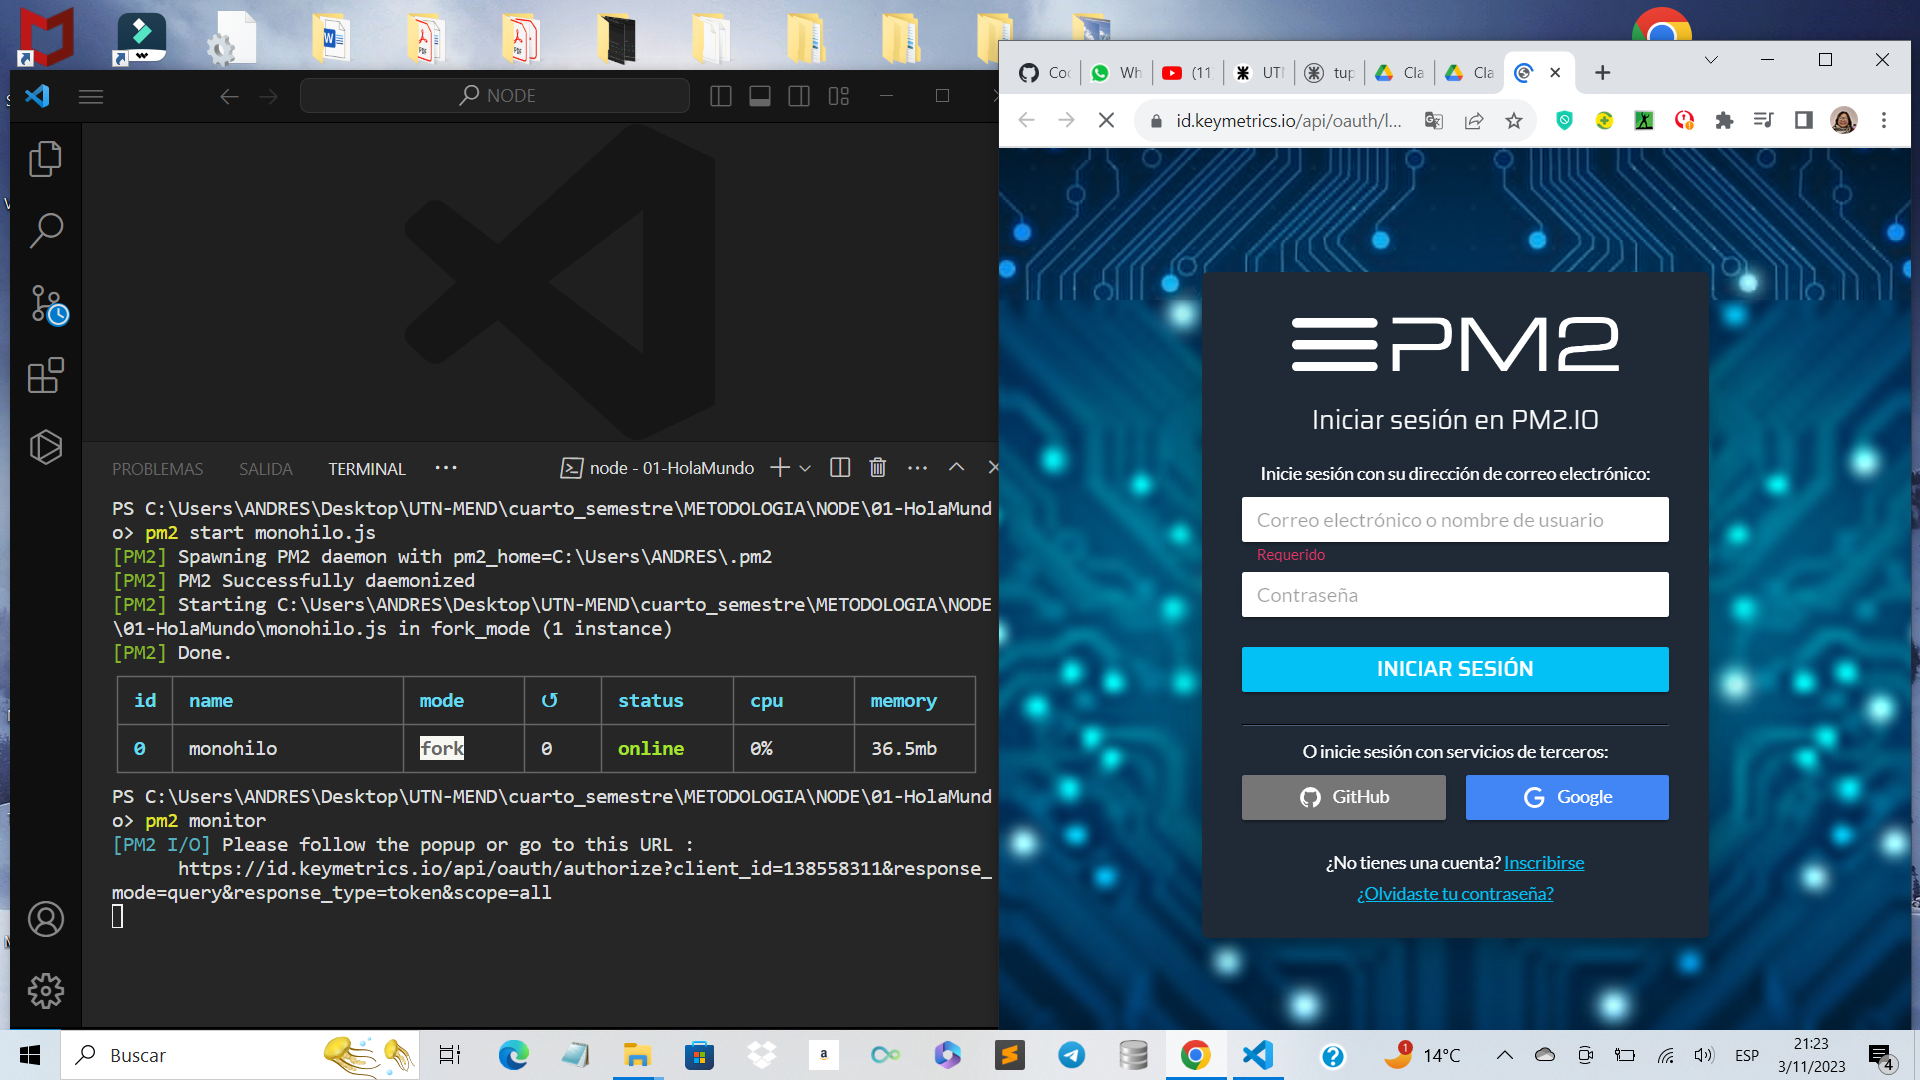 NODE
PROBLEMAS SALIDA TERMINAL ... node - 01-HolaMundo
PS C:\Users\ANDRES\Desktop\UTN-MEND\cuarto_semestre\METODOLOGIA\NODE\01-HolaMund
o> pm2 start monohilo.js
[PM2] Spawning PM2 daemon with pm2_home=C:\Users\ANDRES\.pm2
[PM2] PM2 Successfully daemonized
[PM2] Starting C:\Users\ANDRES\Desktop\UTN-MEND\cuarto_semestre\METODOLOGIA\NODE
\01-HolaMundo\monohilo.js in fork_mode (1 instance)
[PM2] Done.
id name mode ↺ status cpu memory
0 monohilo fork 0 online 0% 36.5mb
PS C:\Users\ANDRES\Desktop\UTN-MEND\cuarto_semestre\METODOLOGIA\NODE\01-HolaMund
o> pm2 monitor
[PM2 I/O] Please follow the popup or go to this URL :
https://id.keymetrics.io/api/oauth/authorize?client_id=138558311&response_
mode=query&response_type=token&scope=all
Wh (11 UTN tup Cla Cla
id.keymetrics.io/api/oauth/l...
PM2
Iniciar sesión en PM2.IO
Inicie sesión con su dirección de correo electrónico:
Correo electrónico o nombre de usuario
Requerido
Contraseña
INICIAR SESIÓN
O inicie sesión con servicios de terceros:
GitHub Google
¿No tienes una cuenta? Inscribirse
¿Olvidaste tu contraseña?
Buscar
a
1 14°C ESP
21:23
3/11/2023
4